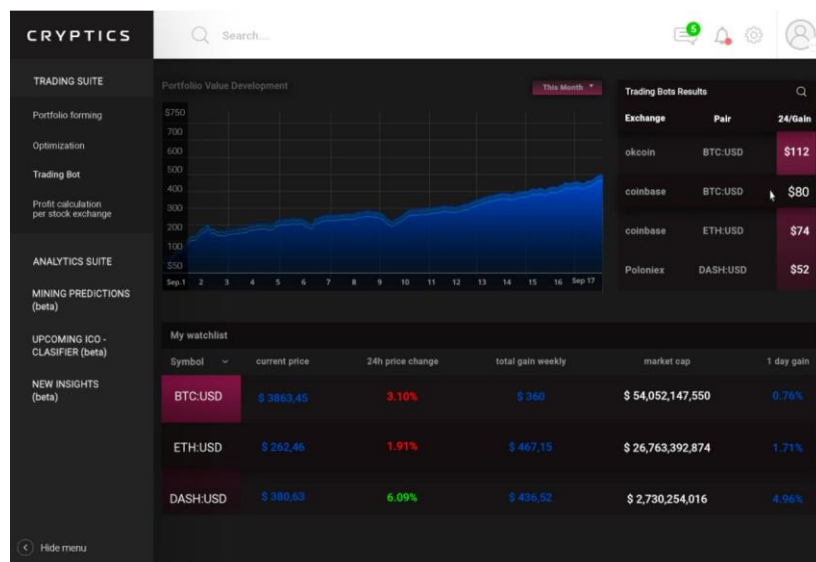 CRYPTICS
Search....
5
TRADING SUITE
Portfolio forming
Optimization
Trading Bot
Profit calculation
per stock exchange
ANALYTICS SUITE
MINING PREDICTIONS
(beta)
UPCOMING ICO -
CLASIFIER (beta)
NEW INSIGHTS
(beta)
Hide menu
Portfoliio Value Development
This Month
$750
700
600
500
400
300
200
100
$50
Sep.1 2 3 4 5 6 7 8 9 10 11 12 13 14 15 16 Sep 17
Trading Bots Results
Exchange Pair 24/Gain
okcoin BTC:USD $112
coinbase BTC:USD $80
coinbase ETH:USD $74
Poloniex DASH:USD $52
My watchlist
Symbol current price 24h price change total gain weekly market cap 1 day gain
BTC:USD $ 3863,45 3.10% $ 360 $ 54,052,147,550 0.76%
ETH:USD $ 262,46 1.91% $ 467,15 $ 26,763,392,874 1.71%
DASH:USD $ 380,63 6.09% $ 436,52 $ 2,730,254,016 4.96%